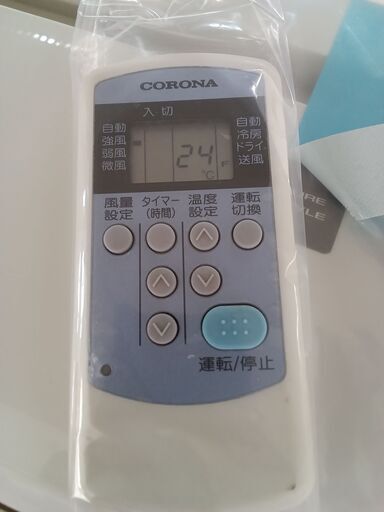 CORONA
入 切
自動
強風
弱風
微風
自動
冷房
ドライ
送風
24
F
℃
風量
設定
タイマー
(時間)
温度
設定
運転
切換
運転/停止